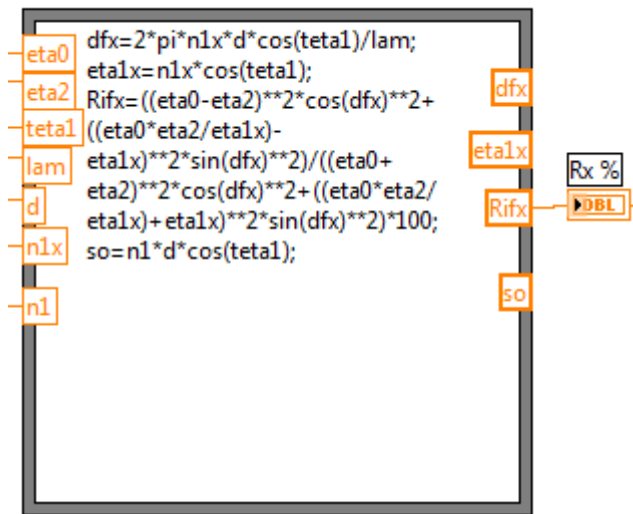 eta0
eta2
teta1
lam
d
n1x
n1
dfx=2*pi*n1x*d*cos(teta1)/lam;
eta1x=n1x*cos(teta1);
Rifx=((eta0-eta2)**2*cos(dfx)**2+
((eta0*eta2/eta1x)-
eta1x)**2*sin(dfx)**2)/((eta0+
eta2)**2*cos(dfx)**2+((eta0*eta2/
eta1x)+eta1x)**2*sin(dfx)**2)*100;
so=n1*d*cos(teta1);
dfx
eta1x
Rifx
so
Rx %
DBL